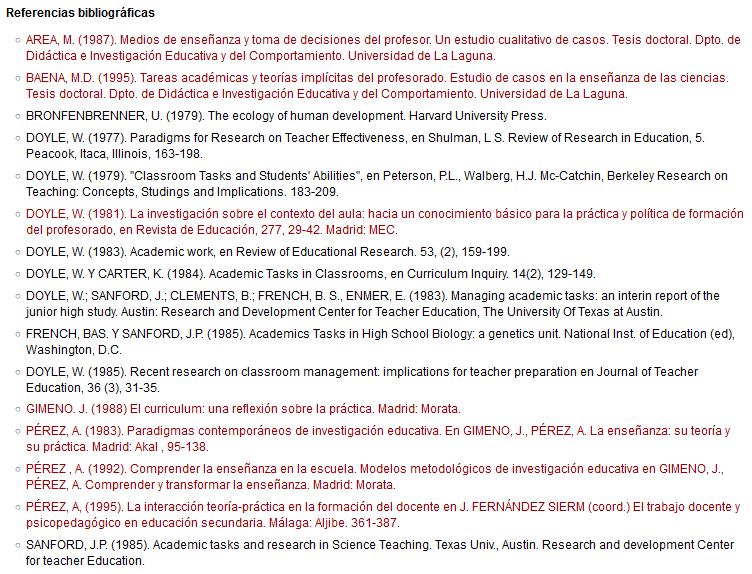 Referencias bibliográficas
AREA, M. (1987). Medios de enseñanza y toma de decisiones del profesor. Un estudio cualitativo de casos. Tesis doctoral. Dpto. de
Didáctica e Investigación Educativa y del Comportamiento. Universidad de La Laguna.
BAENA, M.D. (1995). Tareas académicas y teorías implícitas del profesorado. Estudio de casos en la enseñanza de las ciencias.
Tesis doctoral. Dpto. de Didáctica e Investigación Educativa y del Comportamiento. Universidad de La Laguna.
BRONFENBRENNER, U. (1979). The ecology of human development. Harvard University Press.
DOYLE, W. (1977). Paradigms for Research on Teacher Effectiveness, en Shulman, L S. Review of Research in Education, 5.
Peacook, Itaca, Illinois, 163-198.
DOYLE, W. (1979). "Classroom Tasks and Students' Abilities", en Peterson, P.L., Walberg, H.J. Mc-Catchin, Berkeley Research on
Teaching: Concepts, Studings and Implications. 183-209.
DOYLE, W. (1981). La investigación sobre el contexto del aula: hacia un conocimiento básico para la práctica y política de formación
del profesorado, en Revista de Educación, 277, 29-42. Madrid: MEC.
DOYLE, W. (1983). Academic work, en Review of Educational Research. 53, (2), 159-199.
DOYLE, W. Y CARTER, K. (1984). Academic Tasks in Classrooms, en Curriculum Inquiry. 14(2), 129-149.
DOYLE, W.; SANFORD, J.; CLEMENTS, B.; FRENCH, B. S., ENMER, E. (1983). Managing academic tasks: an interin report of the
junior high study. Austin: Research and Development Center for Teacher Education, The University Of Texas at Austin.
FRENCH, BAS. Y SANFORD, J.P. (1985). Academics Tasks in High School Biology: a genetics unit. National Inst. of Education (ed),
Washington, D.C.
DOYLE, W. (1985). Recent research on classroom management: implications for teacher preparation en Journal of Teacher
Education, 36 (3), 31-35.
GIMENO. J. (1988) El curriculum: una reflexión sobre la práctica. Madrid: Morata.
PÉREZ, A. (1983). Paradigmas contemporáneos de investigación educativa. En GIMENO, J., PÉREZ, A. La enseñanza: su teoría y
su práctica. Madrid: Akal , 95-138.
PÉREZ , A. (1992). Comprender la enseñanza en la escuela. Modelos metodológicos de investigación educativa en GIMENO, J.,
PÉREZ, A. Comprender y transformar la enseñanza. Madrid: Morata.
PÉREZ, A, (1995). La interacción teoría-práctica en la formación del docente en J. FERNÁNDEZ SIERM (coord.) El trabajo docente y
psicopedagógico en educación secundaria. Málaga: Aljibe. 361-387.
SANFORD, J.P. (1985). Academic tasks and research in Science Teaching. Texas Univ., Austin. Research and development Center
for teacher Education.